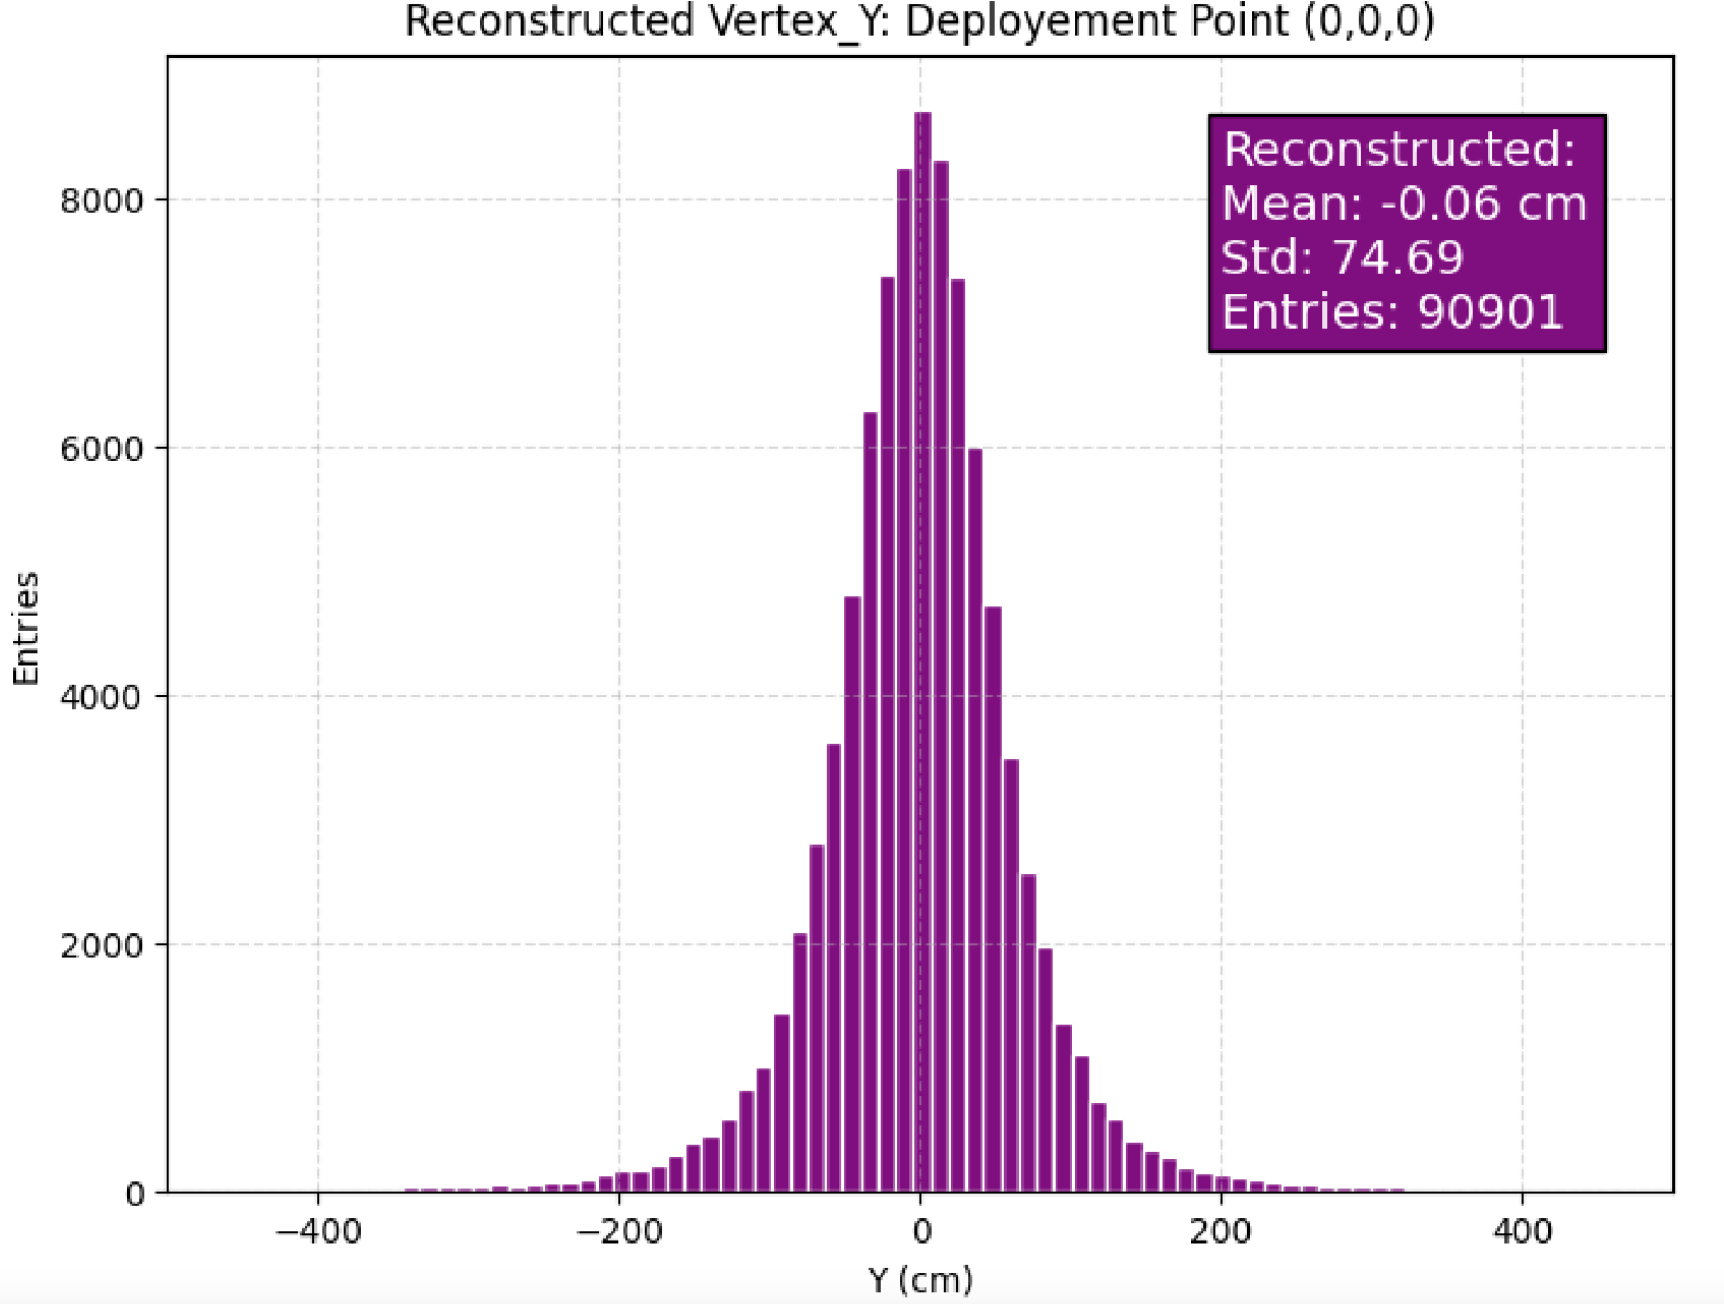 Reconstructed Vertex_Y: Deployement Point (0,0,0)
Reconstructed:
Mean: -0.06 cm
Std: 74.69
Entries: 90901
8000
6000
4000
2000
0
Entries
−400
−200
0
200
400
Y (cm)